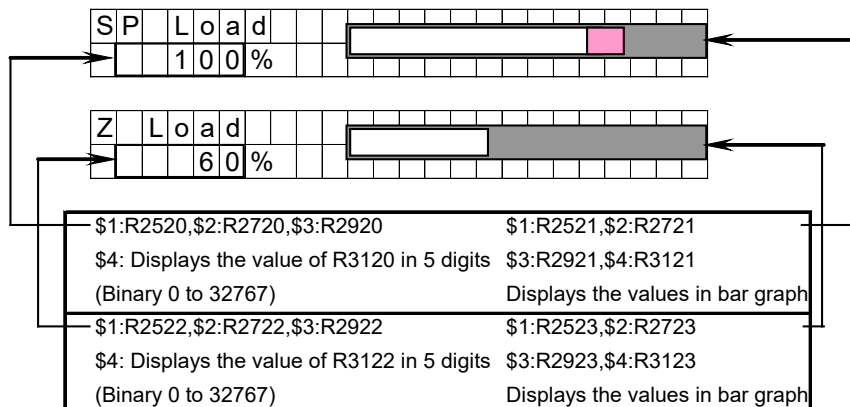 SP Load
100%
Z Load
60%
$1:R2520,$2:R2720,$3:R2920 $1:R2521,$2:R2721
$4: Displays the value of R3120 in 5 digits $3:R2921,$4:R3121
(Binary 0 to 32767) Displays the values in bar graph
$1:R2522,$2:R2722,$3:R2922 $1:R2523,$2:R2723
$4: Displays the value of R3122 in 5 digits $3:R2923,$4:R3123
(Binary 0 to 32767) Displays the values in bar graph